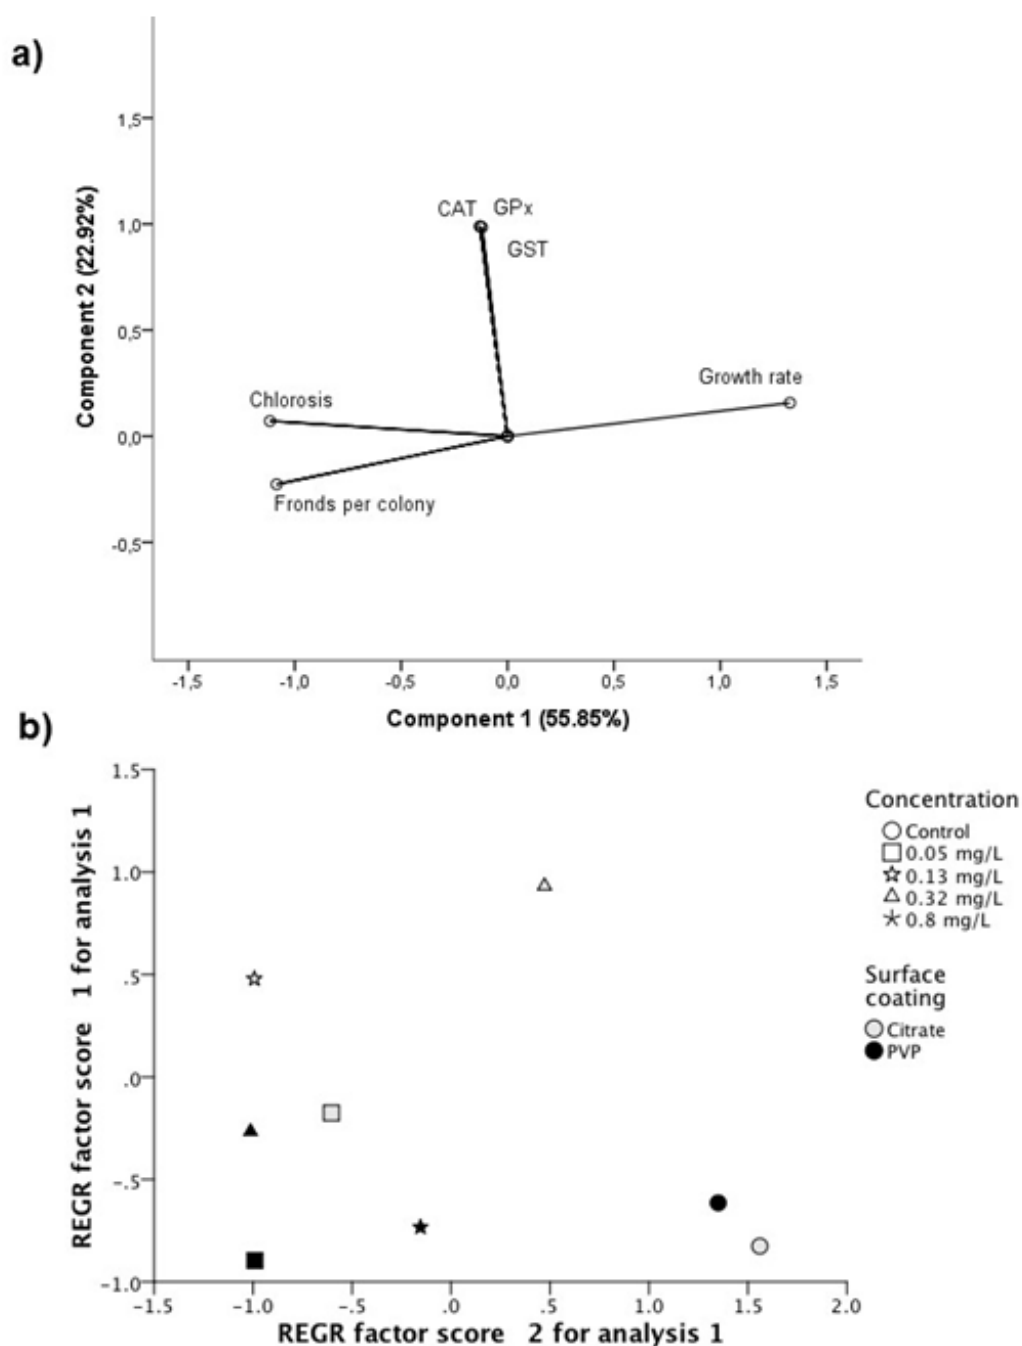 a)
1,5
1,0
0,5
0,0
-0,5
Component 2 (22.92%)
CAT GPx
GST
Growth rate
Chlorosis
Fronds per colony
-1,5 -1,0 -0,5 0,0 0,5 1,0 1,5
Component 1 (55.85%)
b)
1.5
1.0
.5
.0
-.5
-1.0
REGR factor score 1 for analysis 1
-1.5 -1.0 -.5 .0 .5 1.0 1.5 2.0
REGR factor score 2 for analysis 1
Concentration
Control
0.05 mg/L
0.13 mg/L
0.32 mg/L
0.8 mg/L
Surface
coating
Citrate
PVP